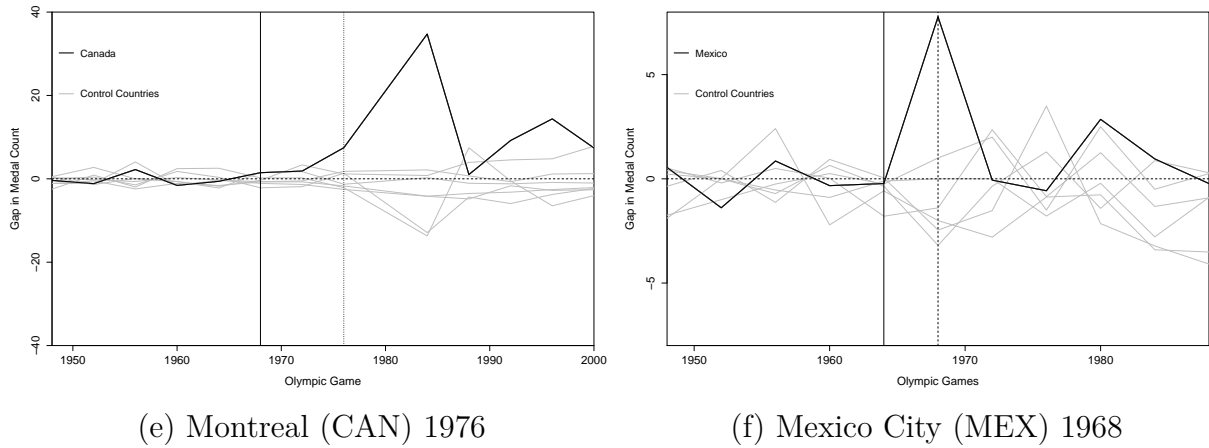 40
20
0
−20
−40
Gap in Medal Count
Canada
Control Countries
1950 1960 1970 1980 1990 2000
Olympic Game
(e) Montreal (CAN) 1976
5
0
−5
Gap in Medal Count
Mexico
Control Countries
1950 1960 1970 1980
Olympic Games
(f) Mexico City (MEX) 1968